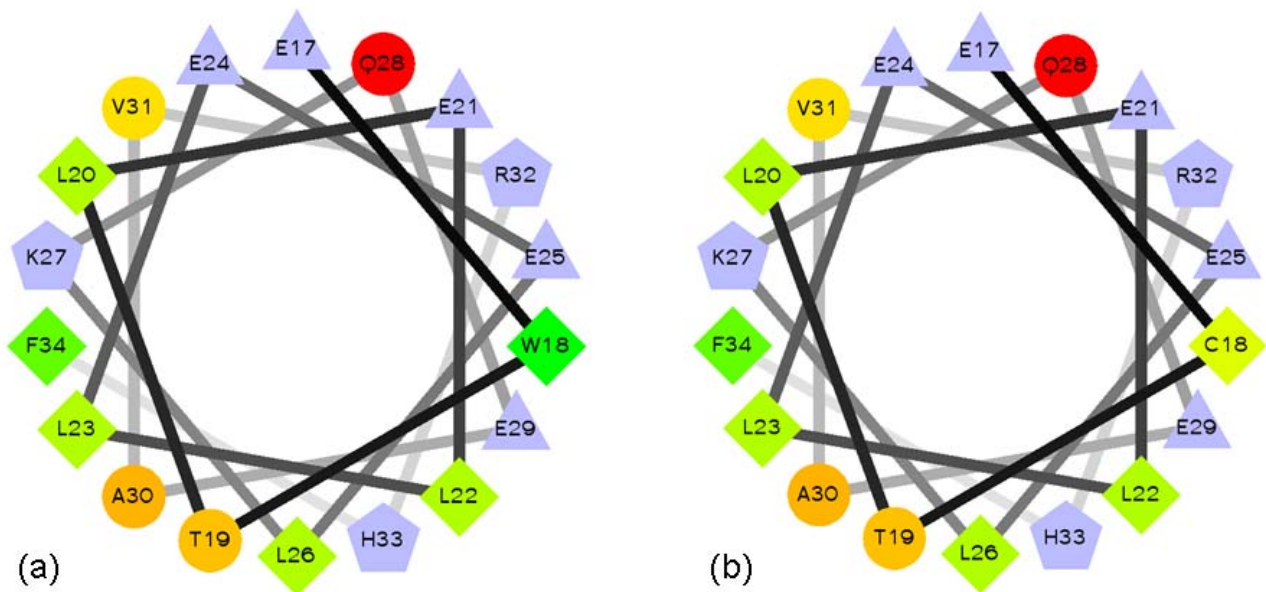 E17
E24
Q28
V31
E21
L20
R32
K27
E25
F34
W18
L23
E29
A30
L22
T19
L26
H33
(a)
E17
E24
Q28
V31
E21
L20
R32
K27
E25
F34
C18
L23
E29
A30
L22
T19
L26
H33
(b)